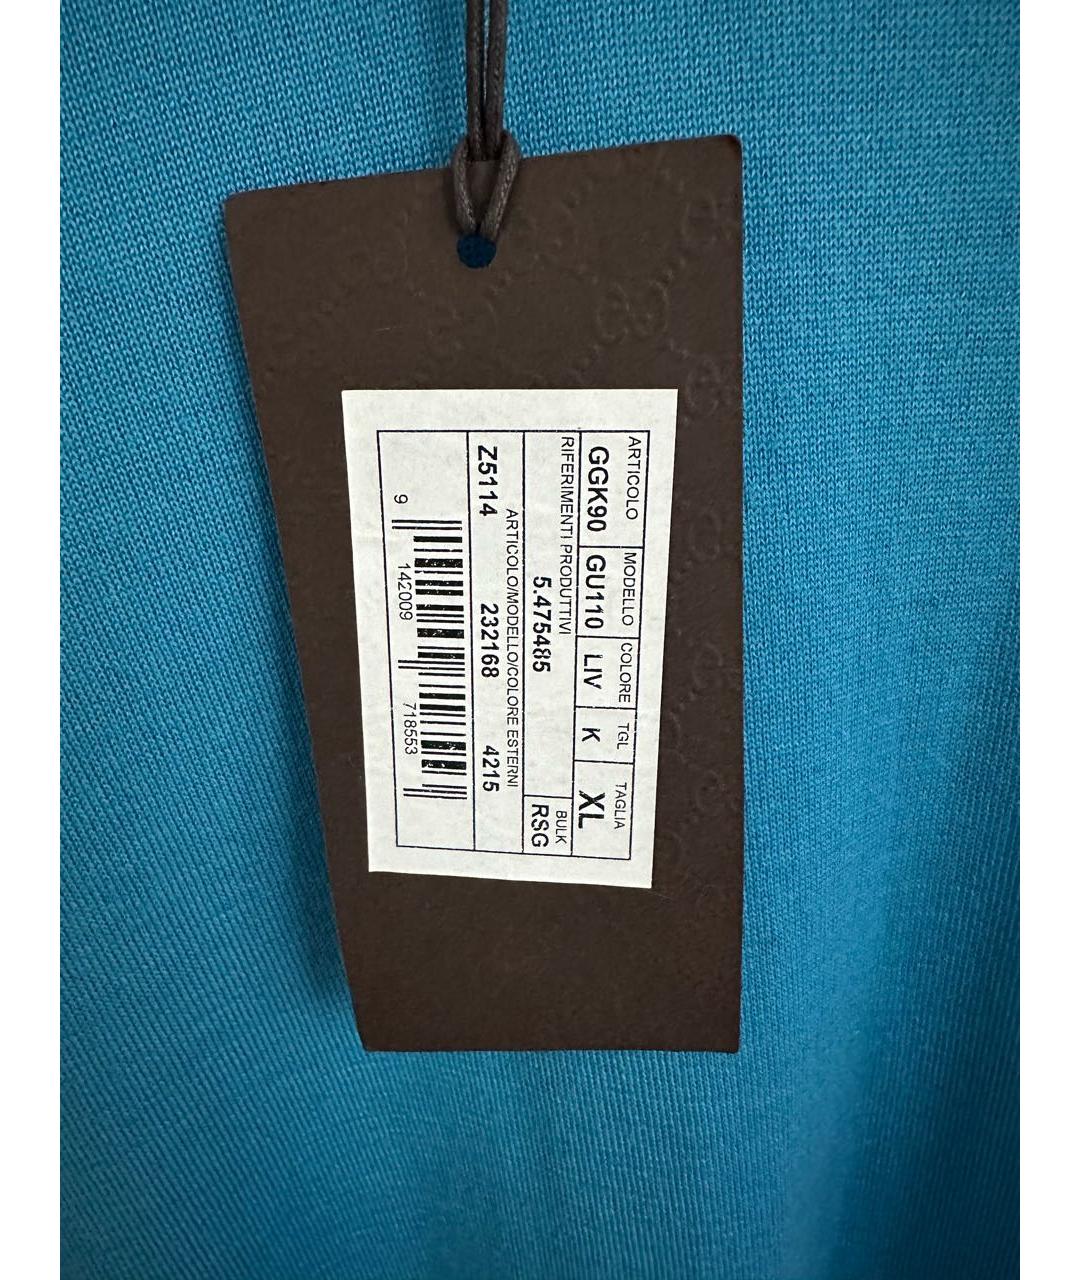 ARTICOLO MODELLO COLORE TGL TAGLIA
GGK90 GU110 LIV K XL
RIFERIMENTI PRODUTTIVI BULK
5.475485 RSG
ARTICOLO/MODELLO/COLORE ESTERNI
Z5114 232168 4215
9 142009 718553